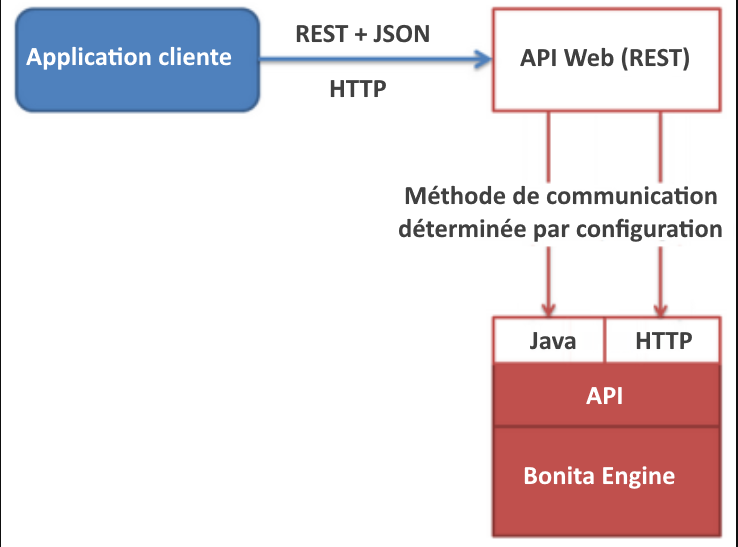 Application cliente
REST + JSON
HTTP
API Web (REST)
Méthode de communication
déterminée par configuration
Java
HTTP
API
Bonita Engine